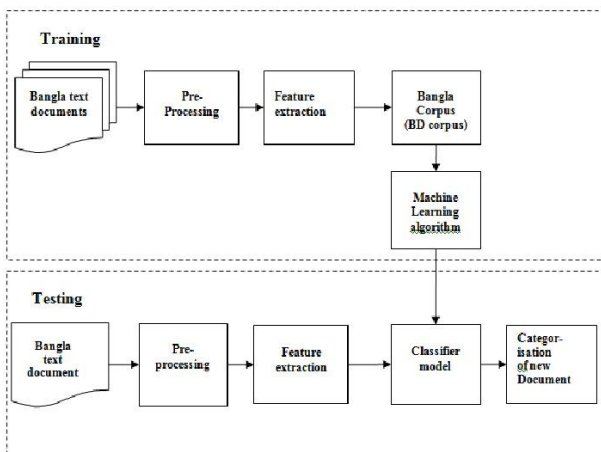 Training
Bangla text
documents
Pre-
Processing
Feature
extraction
Bangla
Corpus
(BD corpus)
Machine
Learning
algorithm
Testing
Bangla
text
document
Pre-
processing
Feature
extraction
Classifier
model
Categor-
isation
of new
Document